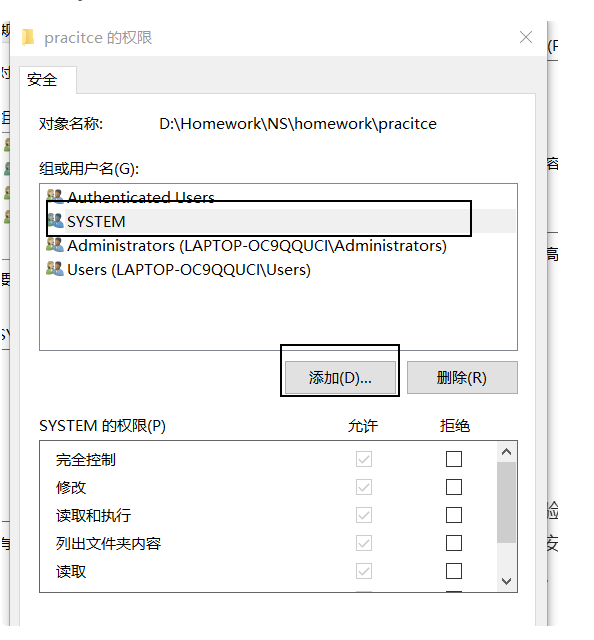 pracitce 的权限
安全
对象名称: D:\Homework\NS\homework\pracitce
组或用户名(G):
Authenticated Users
SYSTEM
Administrators (LAPTOP-OC9QQUCI\Administrators)
Users (LAPTOP-OC9QQUCI\Users)
添加(D)... 删除(R)
SYSTEM 的权限(P) 允许 拒绝
完全控制
修改
读取和执行
列出文件夹内容
读取